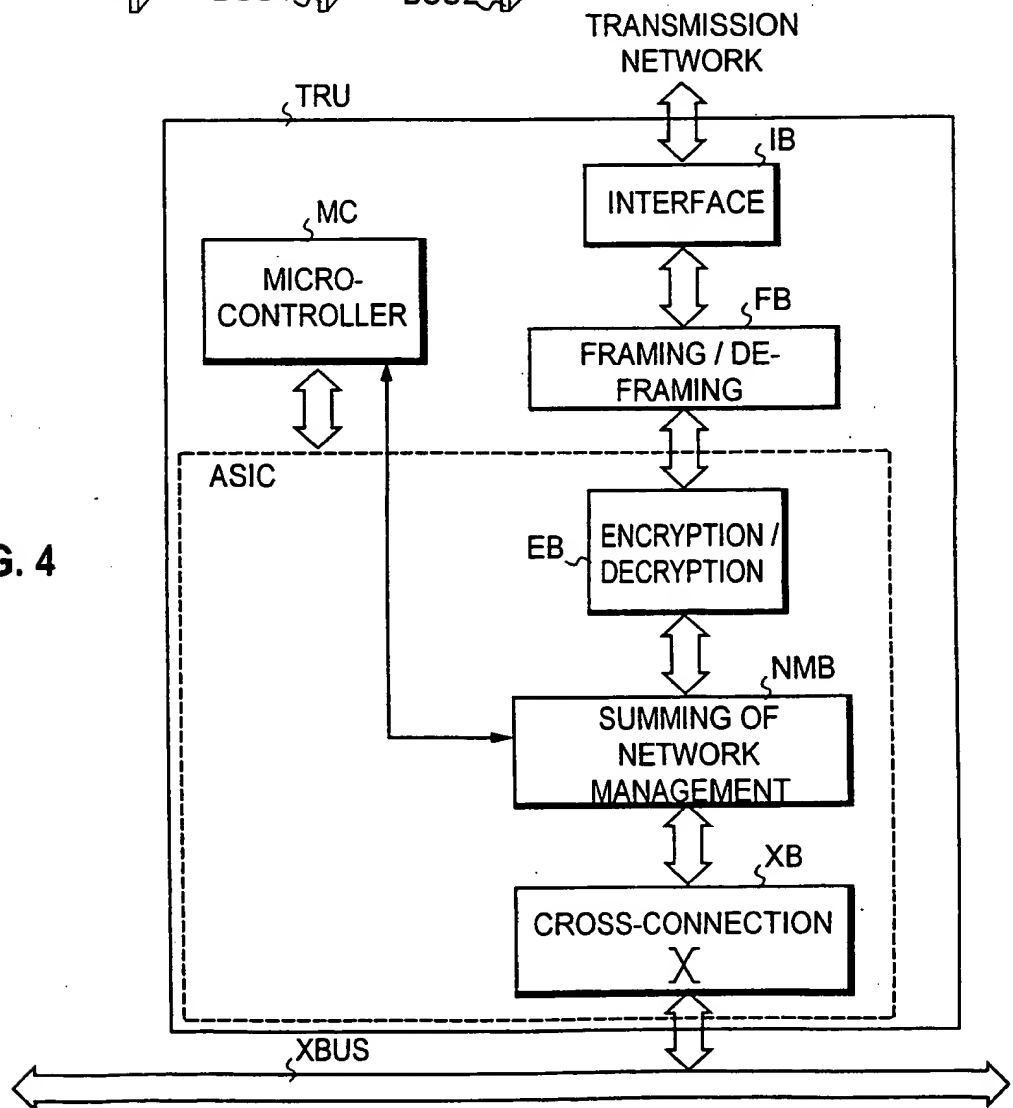 TRANSMISSION
NETWORK
TRU
IB
INTERFACE
MC
MICRO-
CONTROLLER
FB
FRAMING / DE-
FRAMING
ASIC
G. 4
EB
ENCRYPTION /
DECRYPTION
NMB
SUMMING OF
NETWORK
MANAGEMENT
XB
CROSS-CONNECTION
X
XBUS